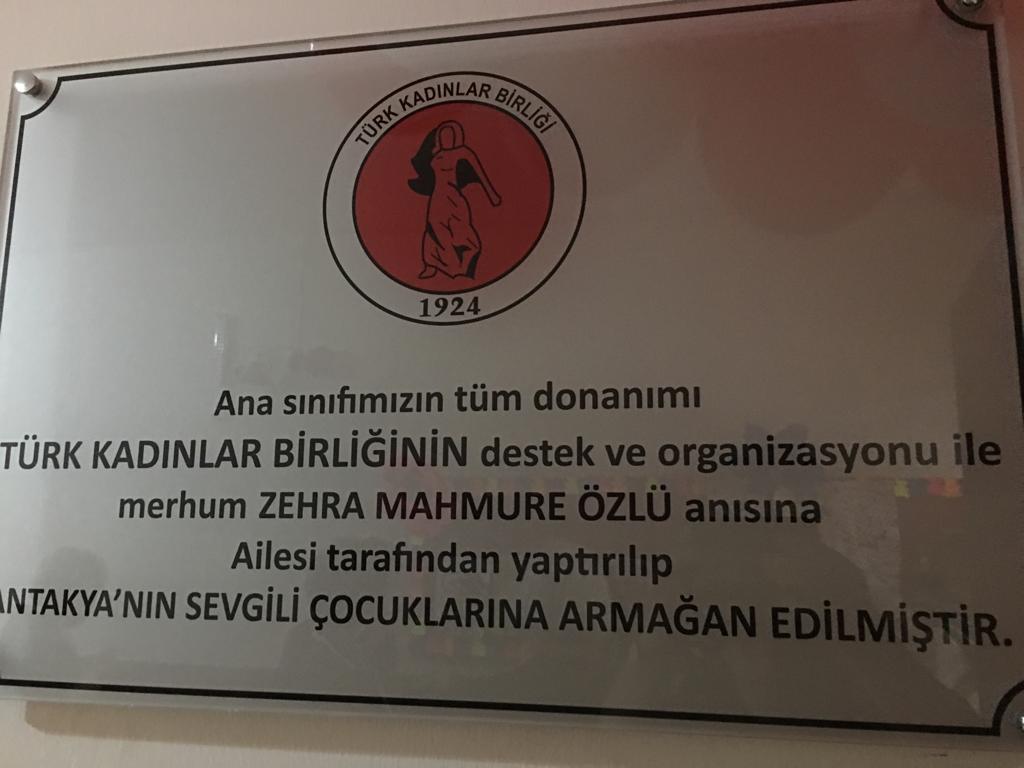 TÜRK KADINLAR BİRLİĞİ
1924
Ana sınıfımızın tüm donanımı
TÜRK KADINLAR BİRLİĞİNİN destek ve organizasyonu ile
merhum ZEHRA MAHMURE ÖZLÜ anısına
Ailesi tarafından yaptırılıp
ANTAKYA'NIN SEVGİLİ ÇOCUKLARINA ARMAĞAN EDİLMİŞTİR.